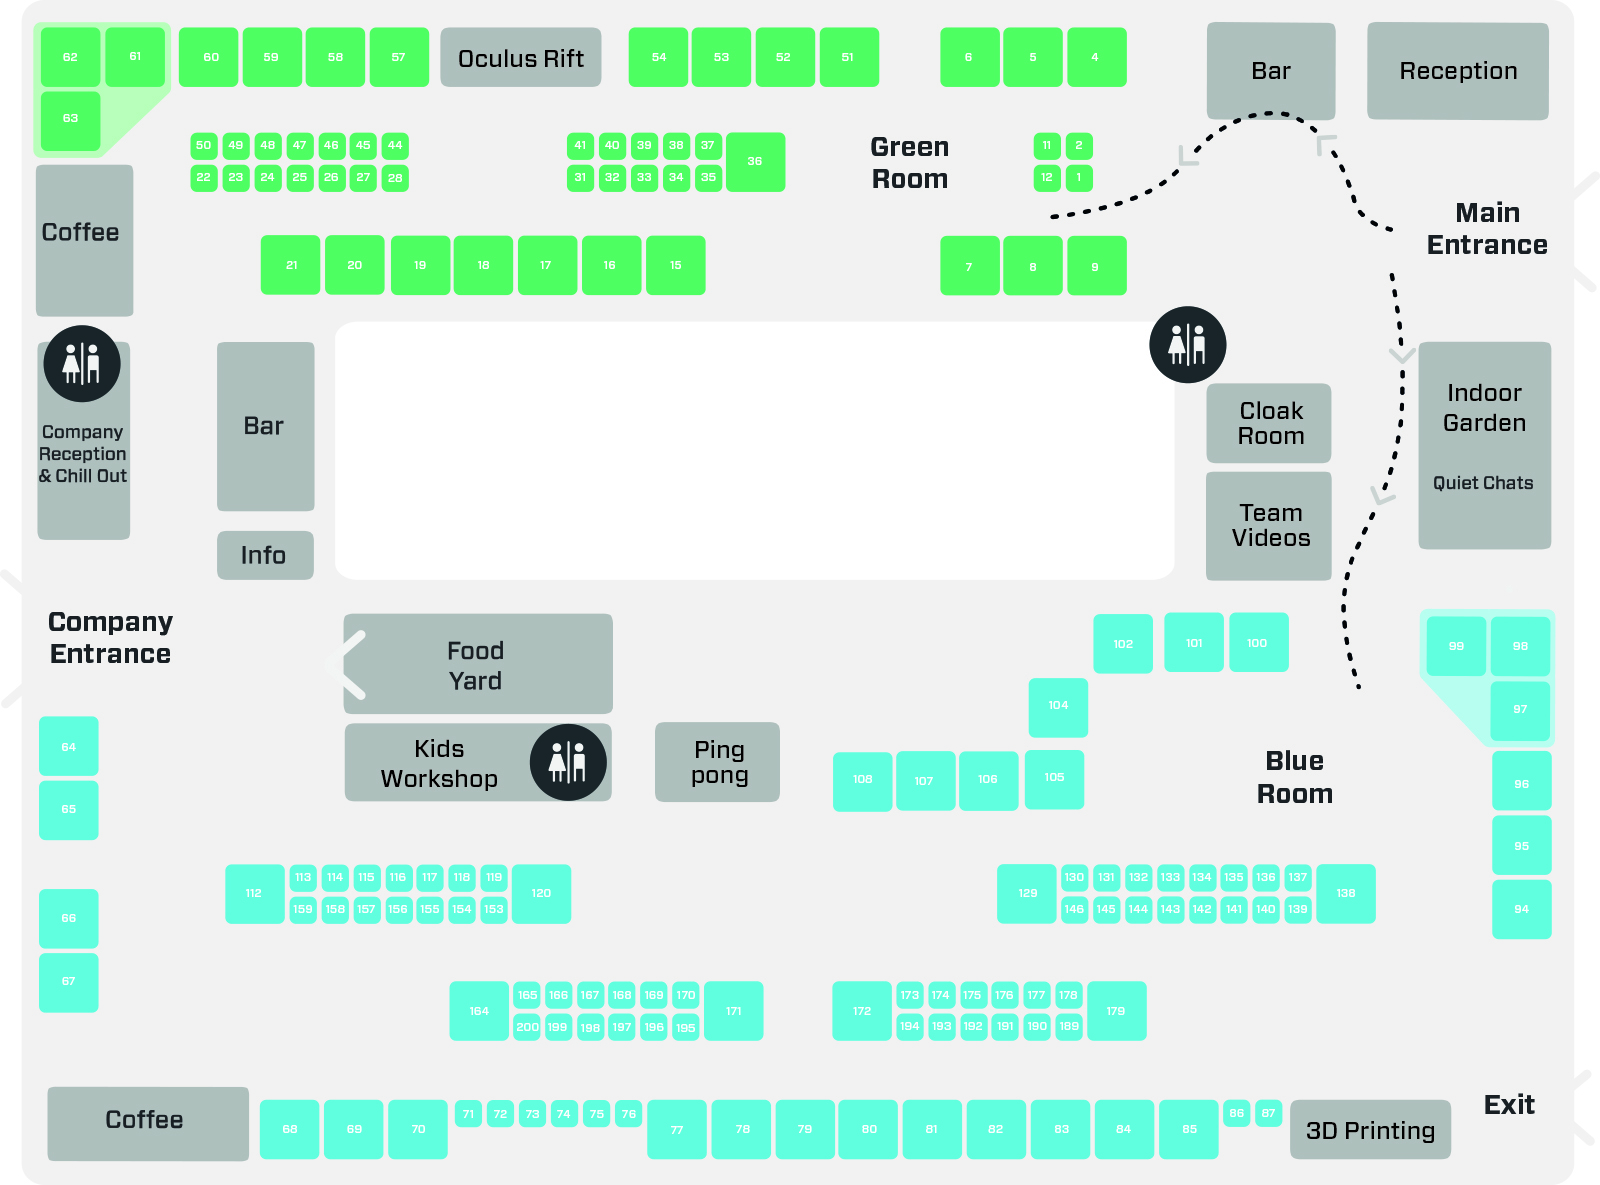 62 61 60 59 58 57 Oculus Rift 54 53 52 51 6 5 4 Bar Reception
63
50 49 48 47 46 45 44 41 40 39 38 37 36 11 2
22 23 24 25 26 27 28 31 32 33 34 35 12 1
Green
Room
Coffee
Main
Entrance
21 20 19 18 17 16 15 7 8 9
Company
Reception
& Chill Out
Bar
Info
Cloak
Room
Team
Videos
Indoor
Garden
Quiet Chats
Company
Entrance
Food
Yard
Kids
Workshop
Ping
pong
102 101 100 99 98
104 97
108 107 106 105
Blue
Room
96
95
94
64
65
66
67
112 113 114 115 116 117 118 119 120
159 158 157 156 155 154 153
129 130 131 132 133 134 135 136 137 138
146 145 144 143 142 141 140 139
164 165 166 167 168 169 170 171
200 199 198 197 196 195
172 173 174 175 176 177 178 179
194 193 192 191 190 189
Coffee
68 69 70 71 72 73 74 75 76 77 78 79 80 81 82 83 84 85 86 87
3D Printing
Exit